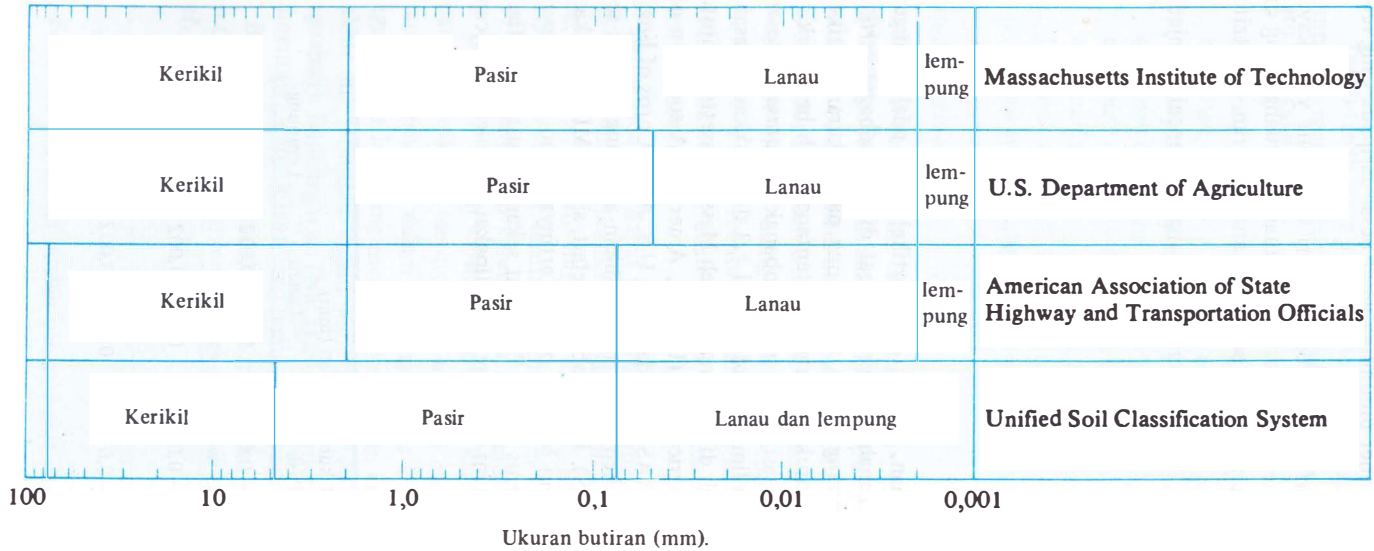 Kerikil Pasir Lanau lem-
pung Massachusetts Institute of Technology
Kerikil Pasir Lanau lem-
pung U.S. Department of Agriculture
Kerikil Pasir Lanau lem-
pung American Association of State
Highway and Transportation Officials
Kerikil Pasir Lanau dan lempung Unified Soil Classification System
100 10 1,0 0,1 0,01 0,001
Ukuran butiran (mm).